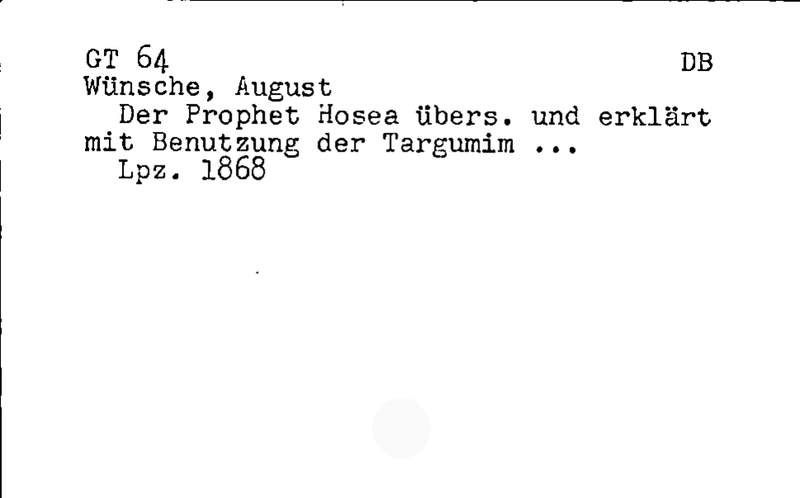 GT 64 DB
Wünsche, August
Der Prophet Hosea übers. und erklärt
mit Benutzung der Targumim ...
Lpz. 1868